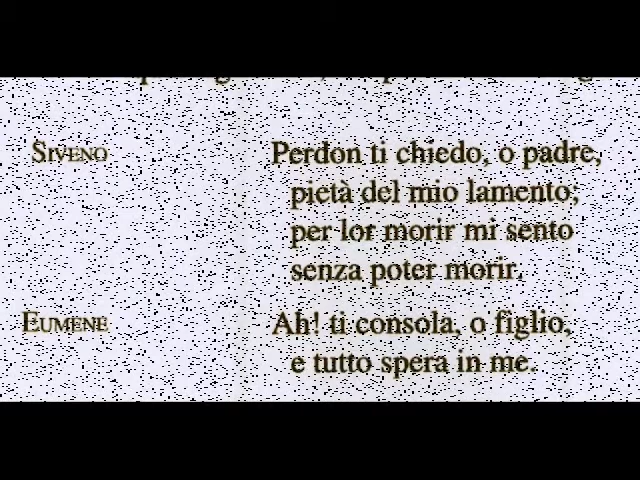 SIVENO Perdon ti chiedo, o padre,
pietà del mio lamento;
per lor morir mi sento
senza poter morir.
EUMENE Ah! ti consola, o figlio,
e tutto spera in me.